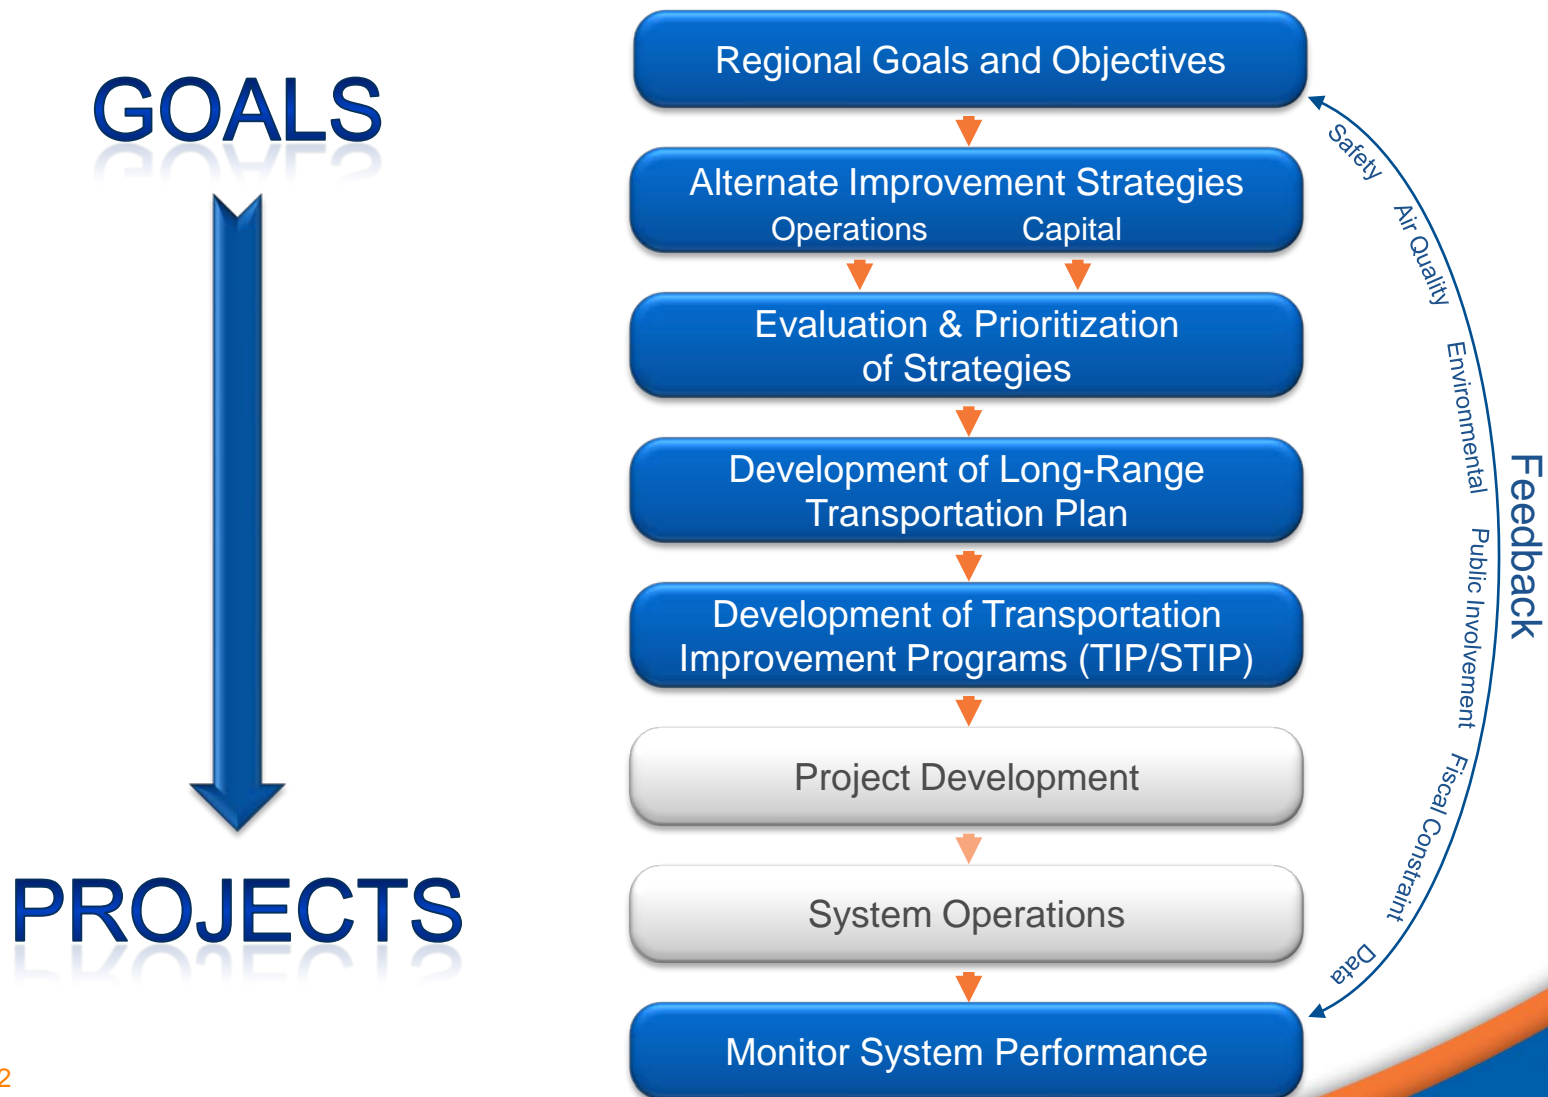 GOALS
PROJECTS
Regional Goals and Objectives
Alternate Improvement Strategies
Operations Capital
Evaluation & Prioritization
of Strategies
Development of Long-Range
Transportation Plan
Development of Transportation
Improvement Programs (TIP/STIP)
Project Development
System Operations
Monitor System Performance
Safety
Air Quality
Environmental
Public Involvement
Fiscal Constraint
Data
Feedback
2